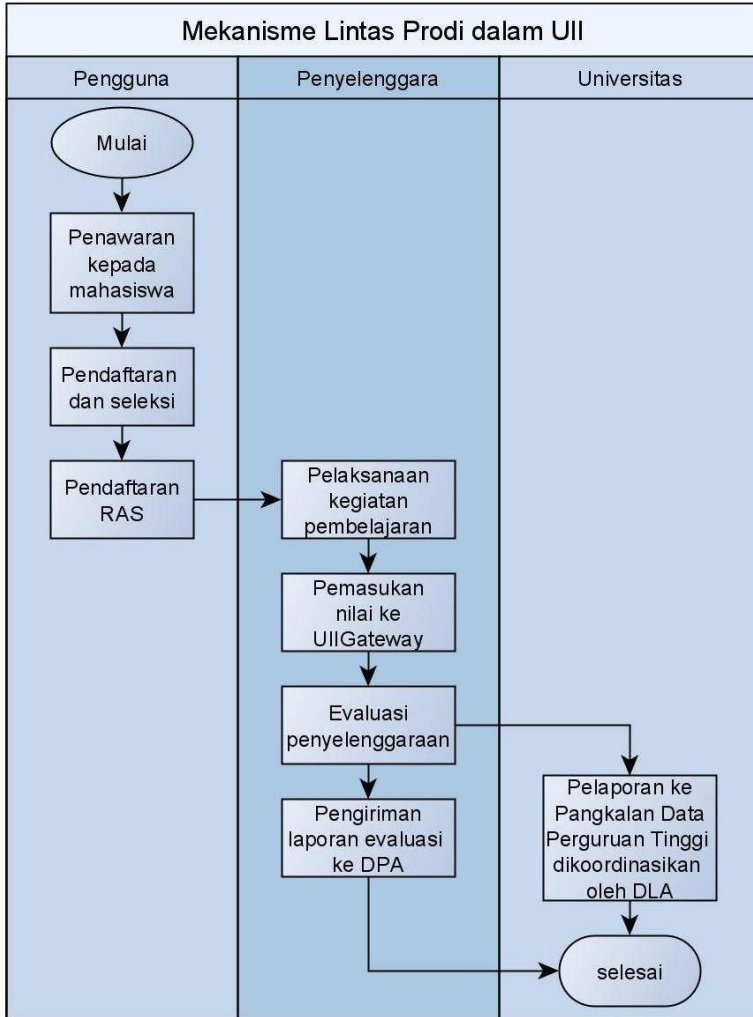 Mekanisme Lintas Prodi dalam UII
Pengguna
Penyelenggara
Universitas
Mulai
Penawaran
kepada
mahasiswa
Pendaftaran
dan seleksi
Pendaftaran
RAS
Pelaksanaan
kegiatan
pembelajaran
Pemasukan
nilai ke
UIIGateway
Evaluasi
penyelenggaraan
Pengiriman
laporan evaluasi
ke DPA
Pelaporan ke
Pangkalan Data
Perguruan Tinggi
dikoordinasikan
oleh DLA
selesai